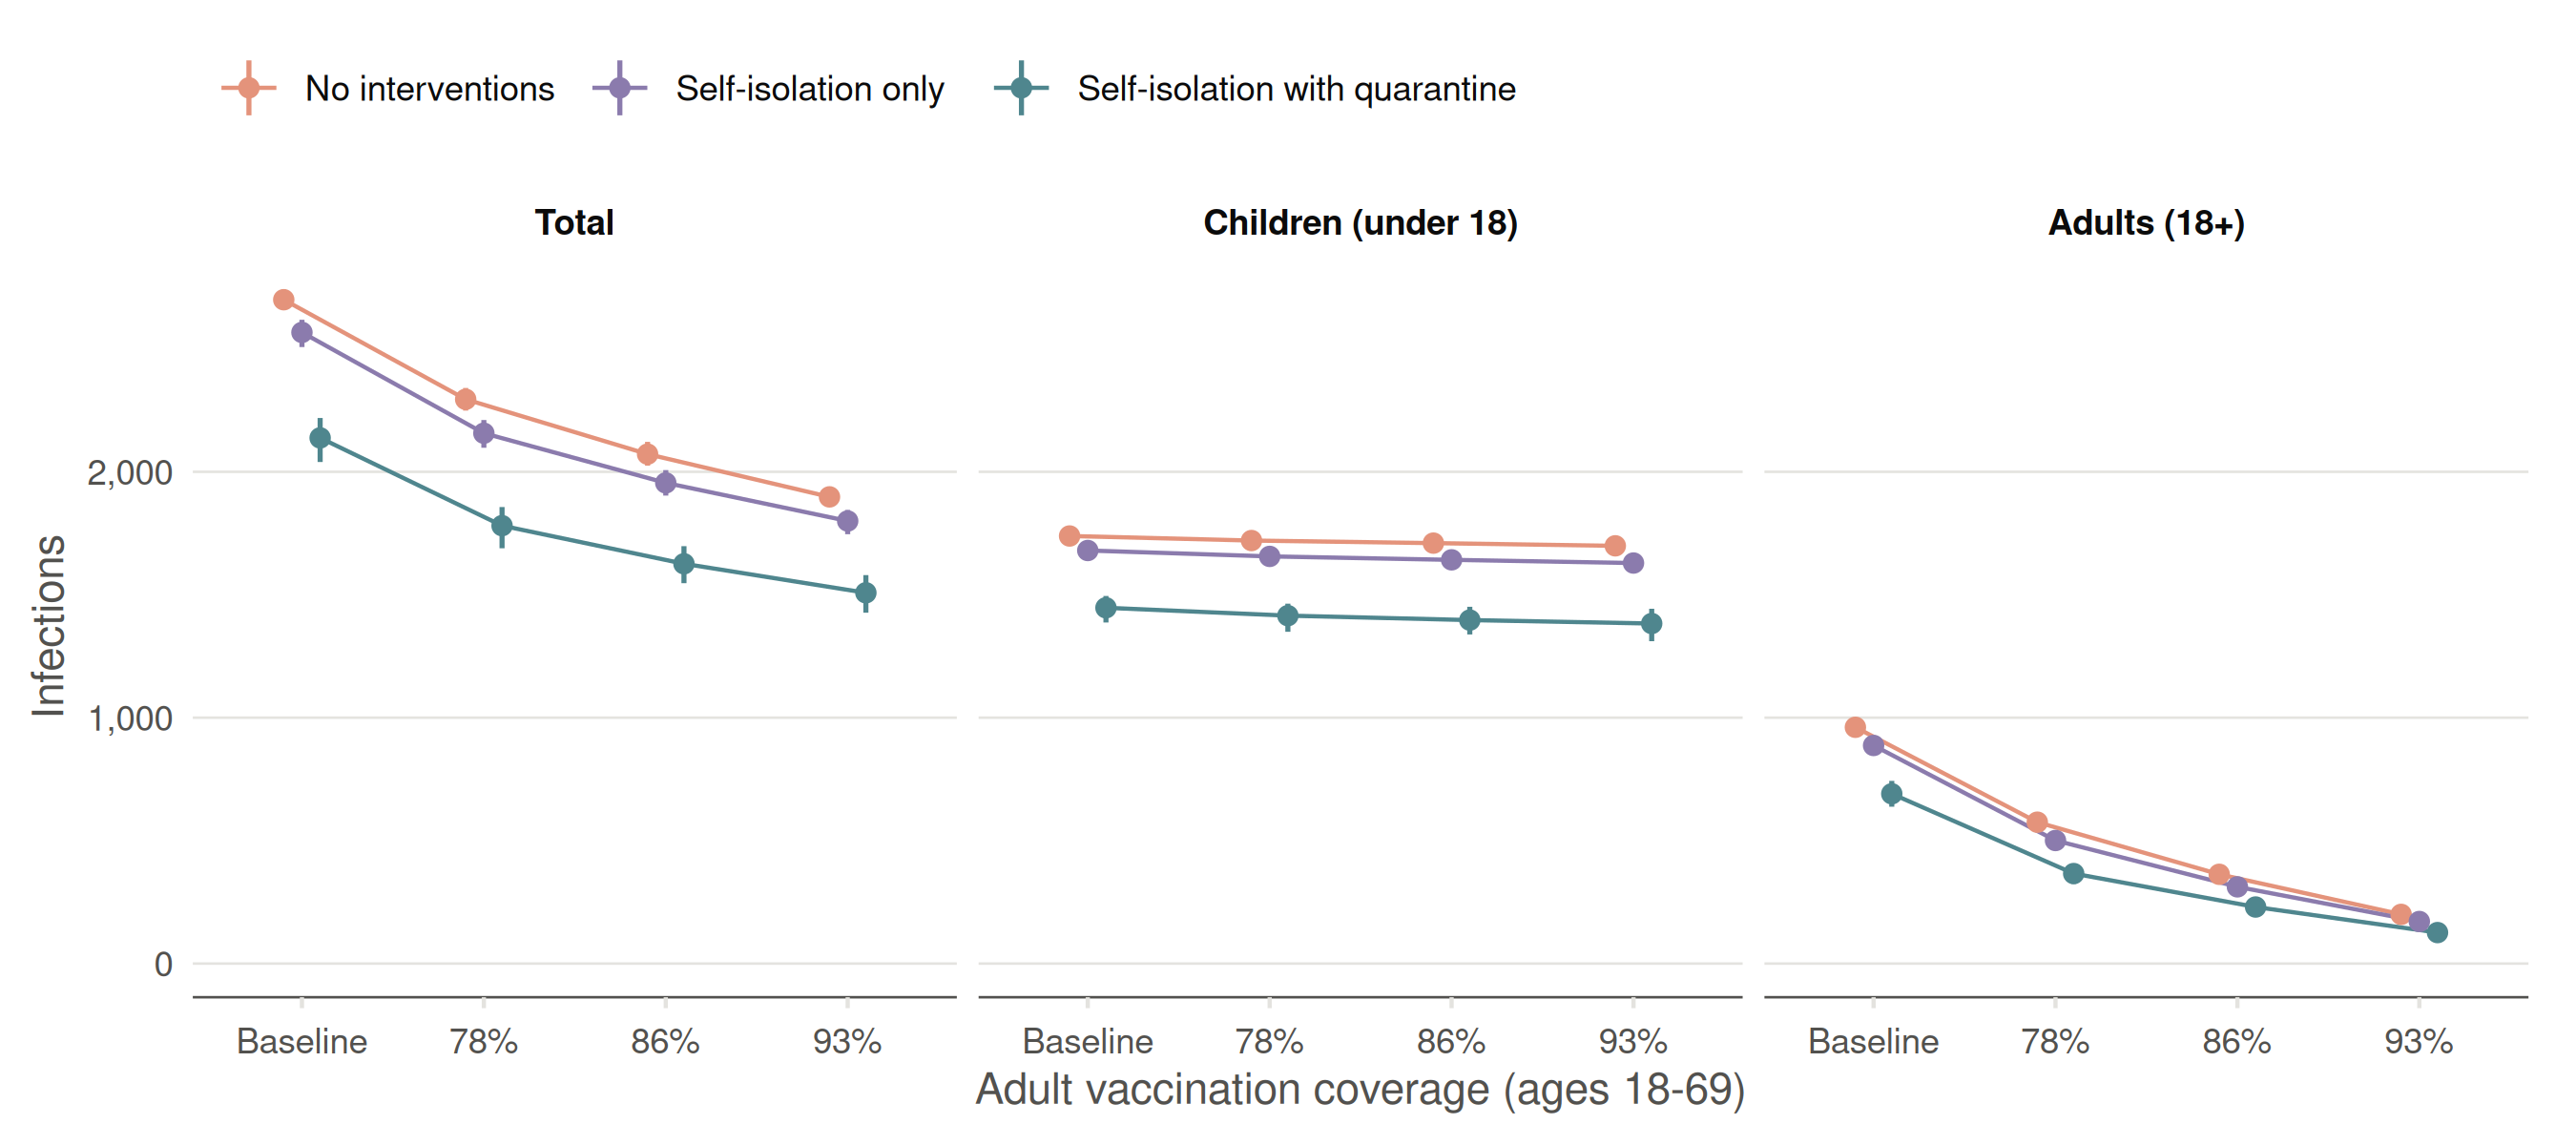 No interventions
Self-isolation only
Self-isolation with quarantine
Total
Children (under 18)
Adults (18+)
Infections
2,000
1,000
0
Baseline 78% 86% 93%
Baseline 78% 86% 93%
Baseline 78% 86% 93%
Adult vaccination coverage (ages 18-69)